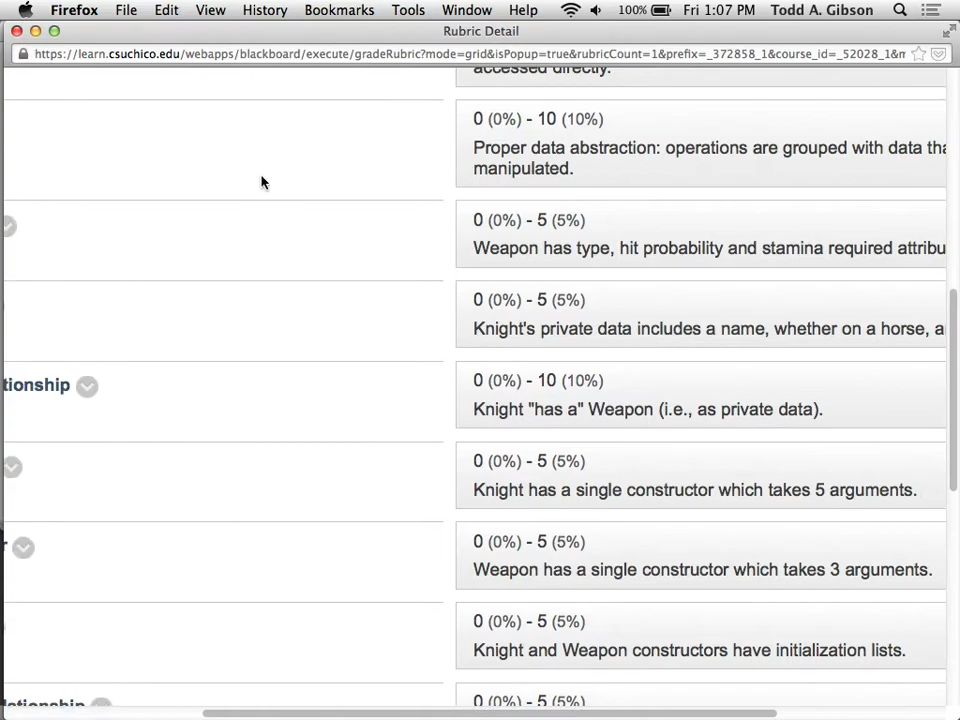 Firefox File Edit View History Bookmarks Tools Window Help 100% Fri 1:07 PM Todd A. Gibson
Rubric Detail
https://learn.csuchico.edu/webapps/blackboard/execute/gradeRubric?mode=grid&isPopup=true&rubricCount=1&prefix=_372858_1&course_id=_52028_1&m
accessed directly.
0 (0%) - 10 (10%)
Proper data abstraction: operations are grouped with data tha
manipulated.
0 (0%) - 5 (5%)
Weapon has type, hit probability and stamina required attribu
0 (0%) - 5 (5%)
Knight's private data includes a name, whether on a horse, a
tionship
0 (0%) - 10 (10%)
Knight "has a" Weapon (i.e., as private data).
0 (0%) - 5 (5%)
Knight has a single constructor which takes 5 arguments.
r
0 (0%) - 5 (5%)
Weapon has a single constructor which takes 3 arguments.
0 (0%) - 5 (5%)
Knight and Weapon constructors have initialization lists.
lationship
0 (0%) - 5 (5%)